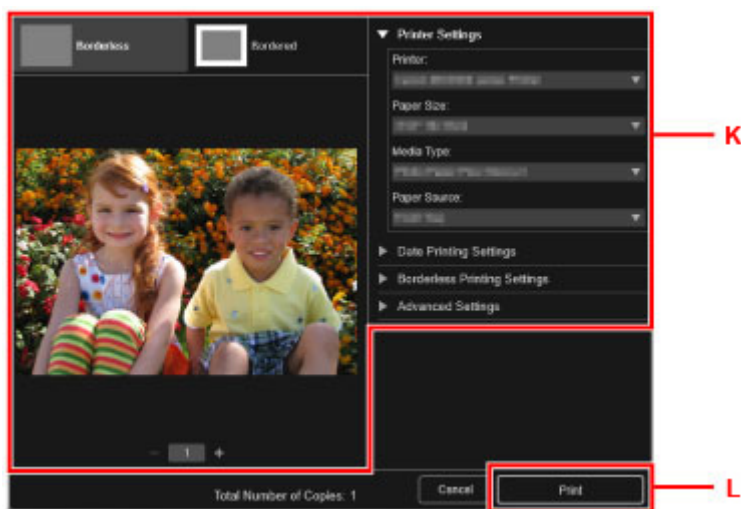 Borderless
Bordered
Printer Settings
Printer:
Paper Size:
Media Type:
Paper Source:
Date Printing Settings
Borderless Printing Settings
Advanced Settings
K
1
Total Number of Copies: 1
Cancel
Print
L